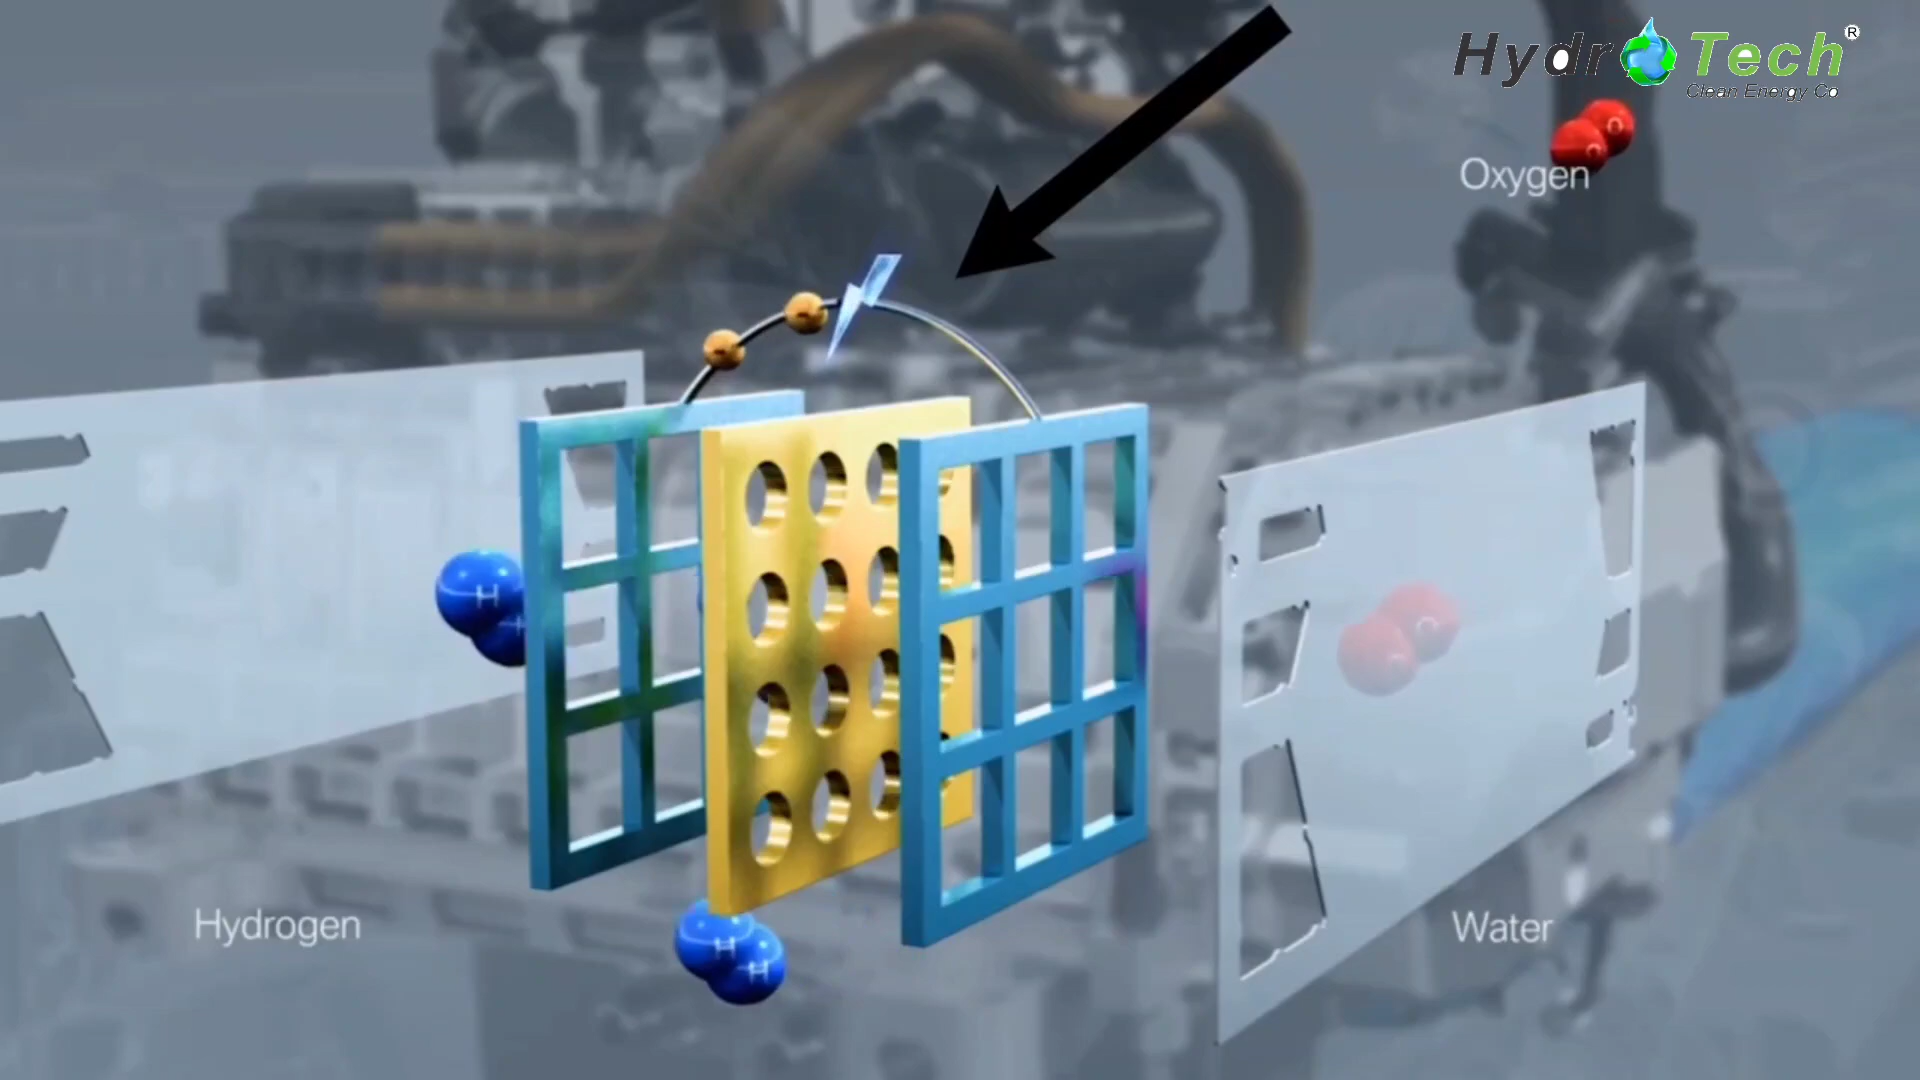 HydroTech®
Clean Energy Co
O
O
Oxygen
H
H
O
Hydrogen
H
H
Water